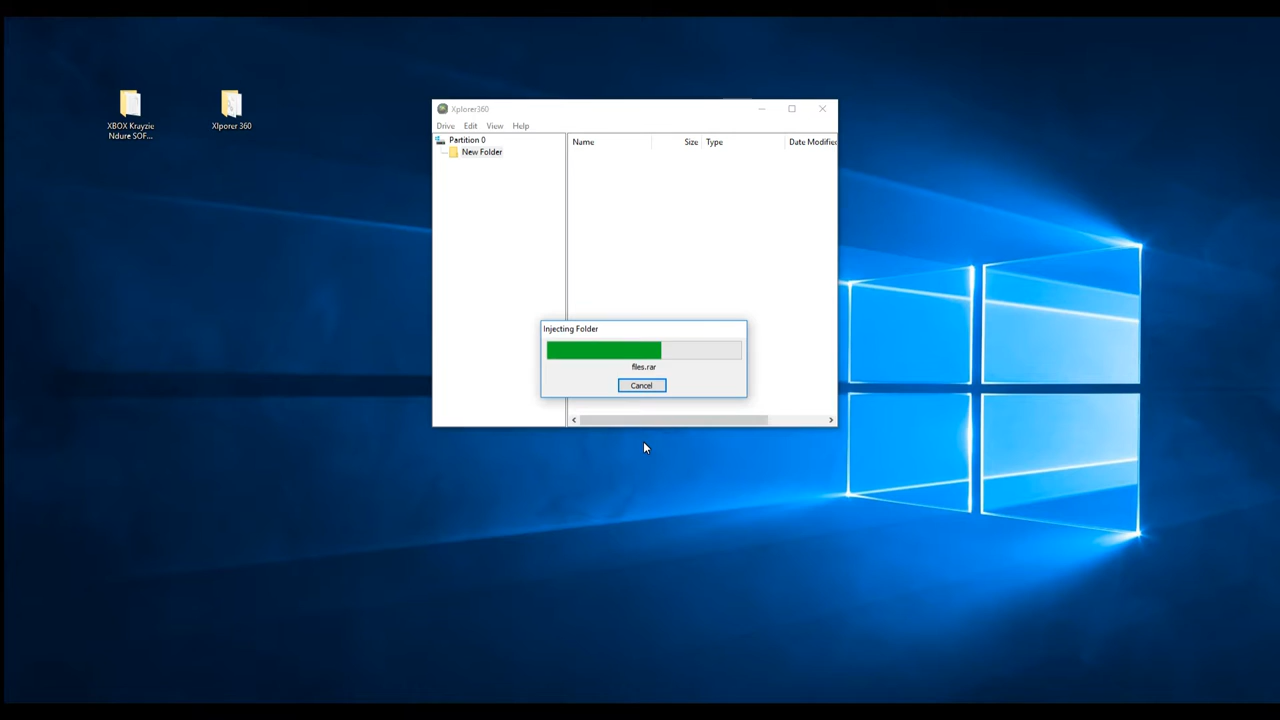 XBOX Krayzie
Ndure SOF...
Xlporer 360
Xplorer360
Drive Edit View Help
Partition 0
New Folder
Name Size Type Date Modified
Injecting Folder
files.rar
Cancel